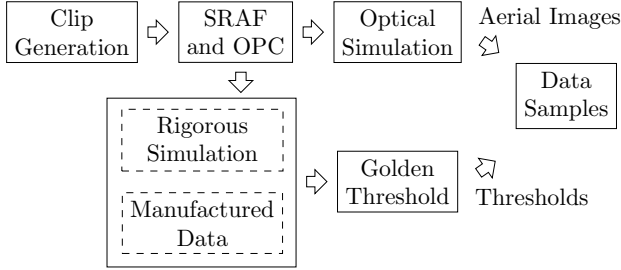 Clip
Generation
SRAF
and OPC
Optical
Simulation
Aerial Images
Data
Samples
Rigorous
Simulation
Manufactured
Data
Golden
Threshold
Thresholds